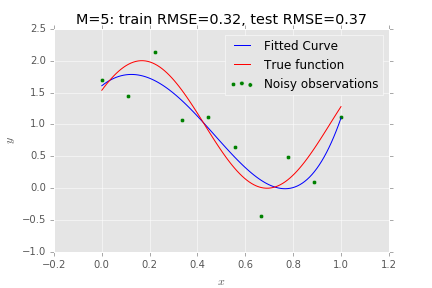 M=5: train RMSE=0.32, test RMSE=0.37
Fitted Curve
True function
Noisy observations
2.5
2.0
1.5
1.0
0.5
0.0
−0.5
−1.0
y
−0.2 0.0 0.2 0.4 0.6 0.8 1.0 1.2
x